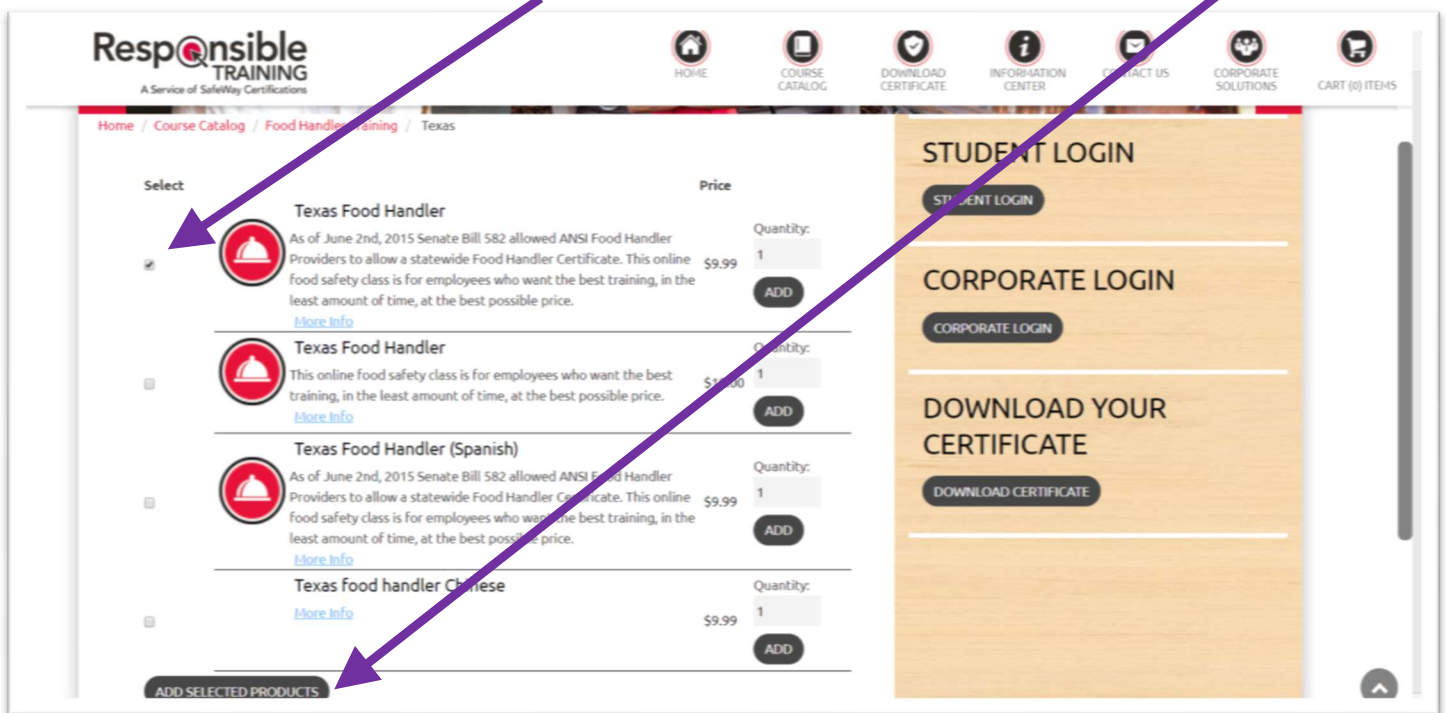 Responsible
TRAINING
A Service of SafeWay Certifications
HOME
COURSE
CATALOG
DOWNLOAD
CERTIFICATE
INFORMATION
CENTER
CONTACT US
CORPORATE
SOLUTIONS
CART (0) ITEMS
Home / Course Catalog / Food Handler Training / Texas
Select
Price
Texas Food Handler
As of June 2nd, 2015 Senate Bill 582 allowed ANSI Food Handler
Providers to allow a statewide Food Handler Certificate. This online
food safety class is for employees who want the best training, in the
least amount of time, at the best possible price.
More Info
$9.99
Quantity:
1
ADD
Texas Food Handler
This online food safety class is for employees who want the best
training, in the least amount of time, at the best possible price.
More Info
Quantity:
1
ADD
Texas Food Handler (Spanish)
As of June 2nd, 2015 Senate Bill 582 allowed ANSI Food Handler
Providers to allow a statewide Food Handler Certificate. This online
food safety class is for employees who want the best training, in the
least amount of time, at the best possible price.
More Info
$9.99
Quantity:
1
ADD
Texas food handler Chinese
More Info
$9.99
Quantity:
1
ADD
ADD SELECTED PRODUCTS
STUDENT LOGIN
STUDENT LOGIN
CORPORATE LOGIN
CORPORATE LOGIN
DOWNLOAD YOUR
CERTIFICATE
DOWNLOAD CERTIFICATE